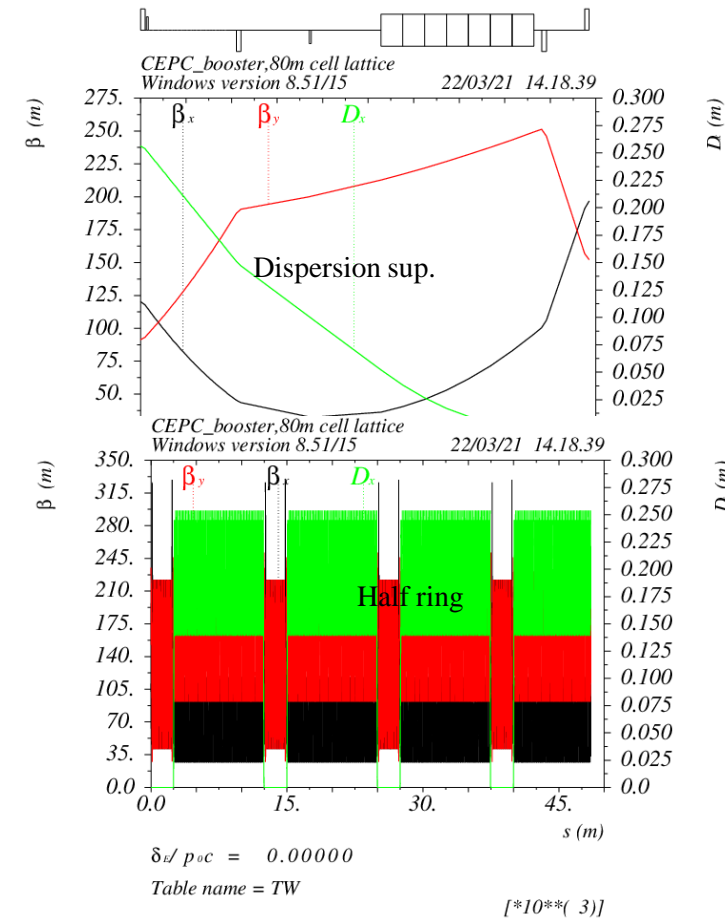 CEPC_booster,80m cell lattice
Windows version 8.51/15 22/03/21 14.18.39
β (m)
D (m)
βx βy Dx
275.
250.
225.
200.
175.
150.
125.
100.
75.
50.
0.300
0.275
0.250
0.225
0.200
0.175
0.150
0.125
0.100
0.075
0.050
0.025
Dispersion sup.
CEPC_booster,80m cell lattice
Windows version 8.51/15 22/03/21 14.18.39
β (m)
D (m)
βy βx Dx
350.
315.
280.
245.
210.
175.
140.
105.
70.
35.
0.0
0.300
0.275
0.250
0.225
0.200
0.175
0.150
0.125
0.100
0.075
0.050
0.025
0.0
Half ring
0.0 15. 30. 45.
s (m)
δE/ p0c = 0.00000
Table name = TW
[*10**( 3)]